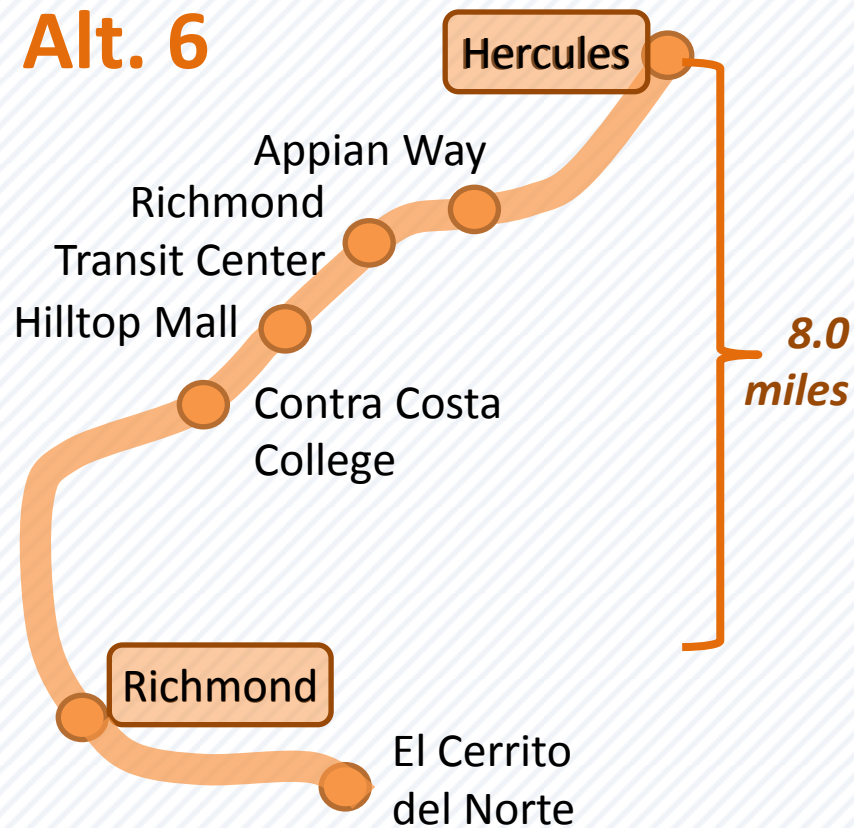 Alt. 6
Hercules
Appian Way
Richmond
Transit Center
Hilltop Mall
8.0
miles
Contra Costa
College
Richmond
El Cerrito
del Norte